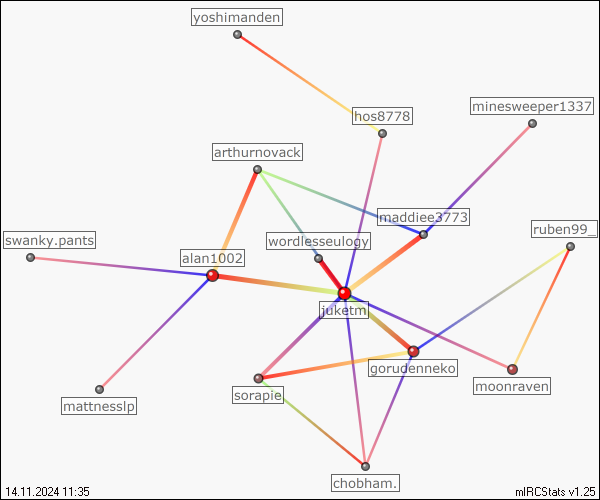 yoshimanden
minesweeper1337
hos8778
arthurnovack
maddiee3773
ruben99_
swanky.pants
wordlesseulogy
alan1002
juketm
gorudenneko
moonraven
sorapie
mattnesslp
chobham.
14.11.2024 11:35
mIRCStats v1.25